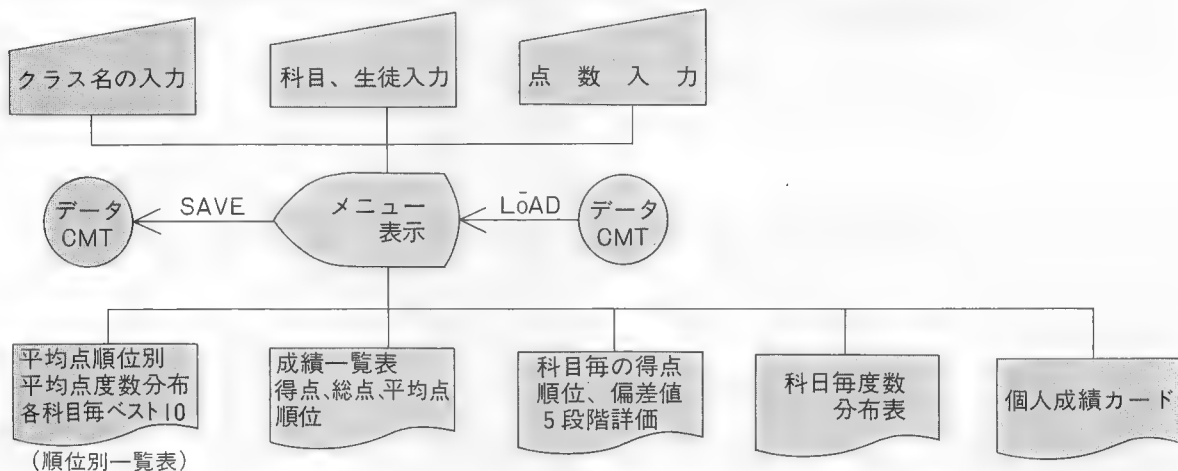 クラス名の入力
科目、生徒入力
点数入力
データ
CMT
SAVE
メニュー
表示
LōAD
データ
CMT
平均点順位別
平均点度数分布
各科目毎ベスト10
(順位別一覧表)
成績一覧表
得点、総点、平均点
順位
科目毎の得点
順位、偏差値
5段階評価
科日毎度数
分布表
個人成績カード